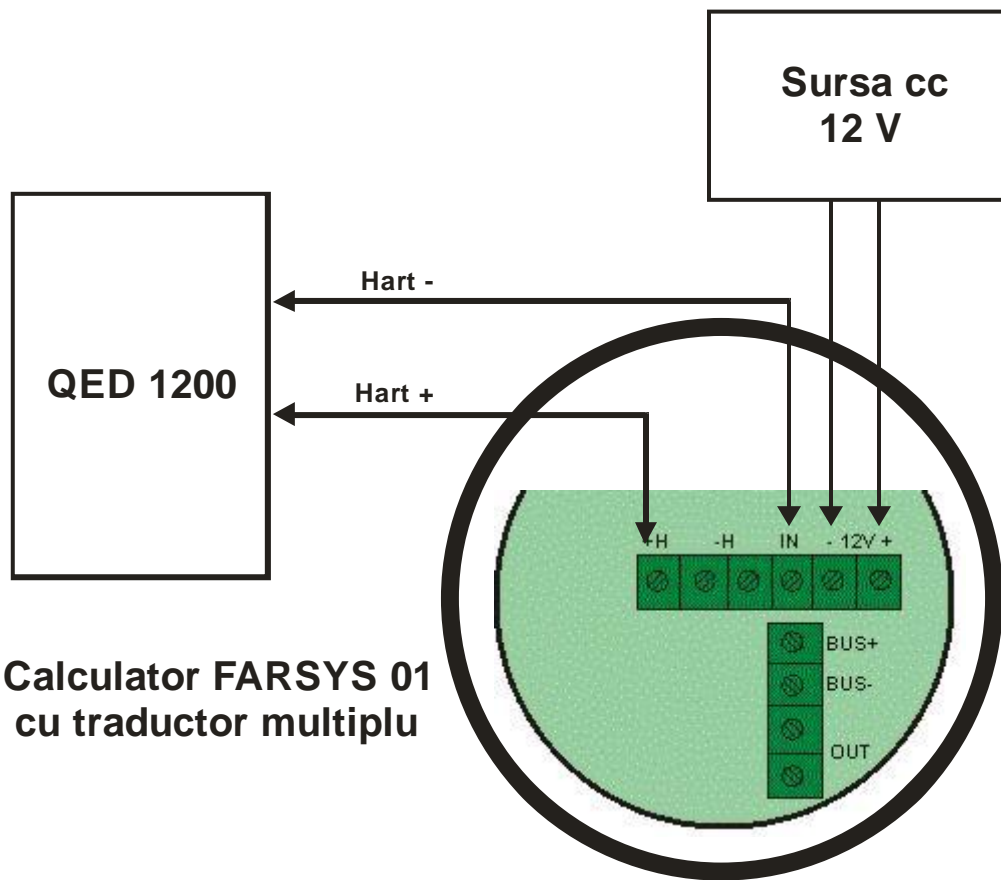 Sursa cc
12 V
Hart -
QED 1200
Hart +
+H -H IN - 12V +
BUS+
BUS-
OUT
Calculator FARSYS 01
cu traductor multiplu